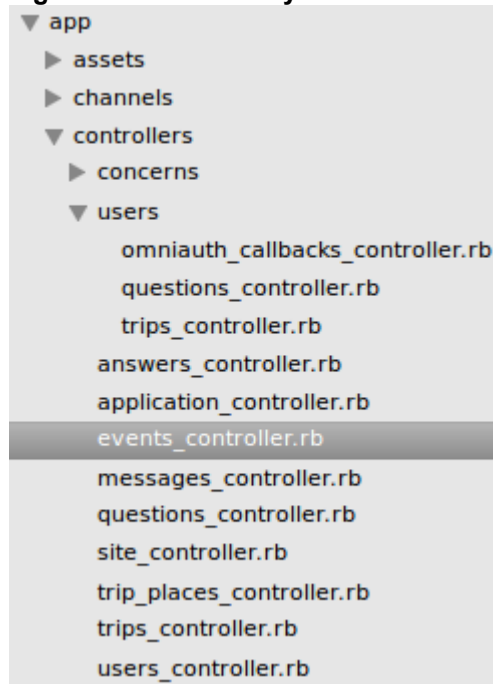 app
assets
channels
controllers
concerns
users
omniauth_callbacks_controller.rb
questions_controller.rb
trips_controller.rb
answers_controller.rb
application_controller.rb
events_controller.rb
messages_controller.rb
questions_controller.rb
site_controller.rb
trip_places_controller.rb
trips_controller.rb
users_controller.rb